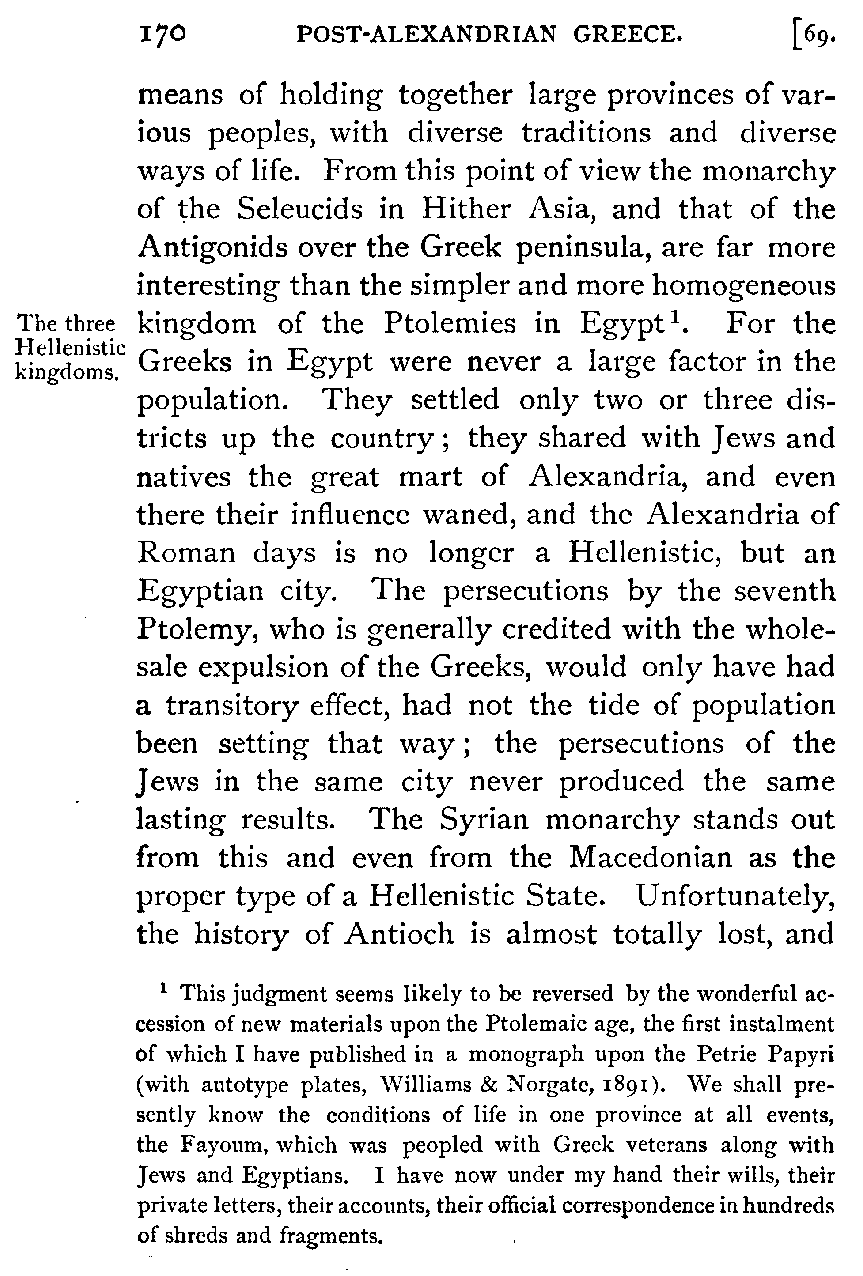 170 POST-ALEXANDRIAN GREECE. [69.
means of holding together large provinces of var-
ious peoples, with diverse traditions and diverse
ways of life. From this point of view the monarchy
of the Seleucids in Hither Asia, and that of the
Antigonids over the Greek peninsula, are far more
interesting than the simpler and more homogeneous
The three
Hellenistic
kingdoms.
kingdom of the Ptolemies in Egypt¹. For the
Greeks in Egypt were never a large factor in the
population. They settled only two or three dis-
tricts up the country; they shared with Jews and
natives the great mart of Alexandria, and even
there their influence waned, and the Alexandria of
Roman days is no longer a Hellenistic, but an
Egyptian city. The persecutions by the seventh
Ptolemy, who is generally credited with the whole-
sale expulsion of the Greeks, would only have had
a transitory effect, had not the tide of population
been setting that way; the persecutions of the
Jews in the same city never produced the same
lasting results. The Syrian monarchy stands out
from this and even from the Macedonian as the
proper type of a Hellenistic State. Unfortunately,
the history of Antioch is almost totally lost, and
¹ This judgment seems likely to be reversed by the wonderful ac-
cession of new materials upon the Ptolemaic age, the first instalment
of which I have published in a monograph upon the Petrie Papyri
(with autotype plates, Williams & Norgate, 1891). We shall pre-
sently know the conditions of life in one province at all events,
the Fayoum, which was peopled with Greek veterans along with
Jews and Egyptians. I have now under my hand their wills, their
private letters, their accounts, their official correspondence in hundreds
of shreds and fragments.